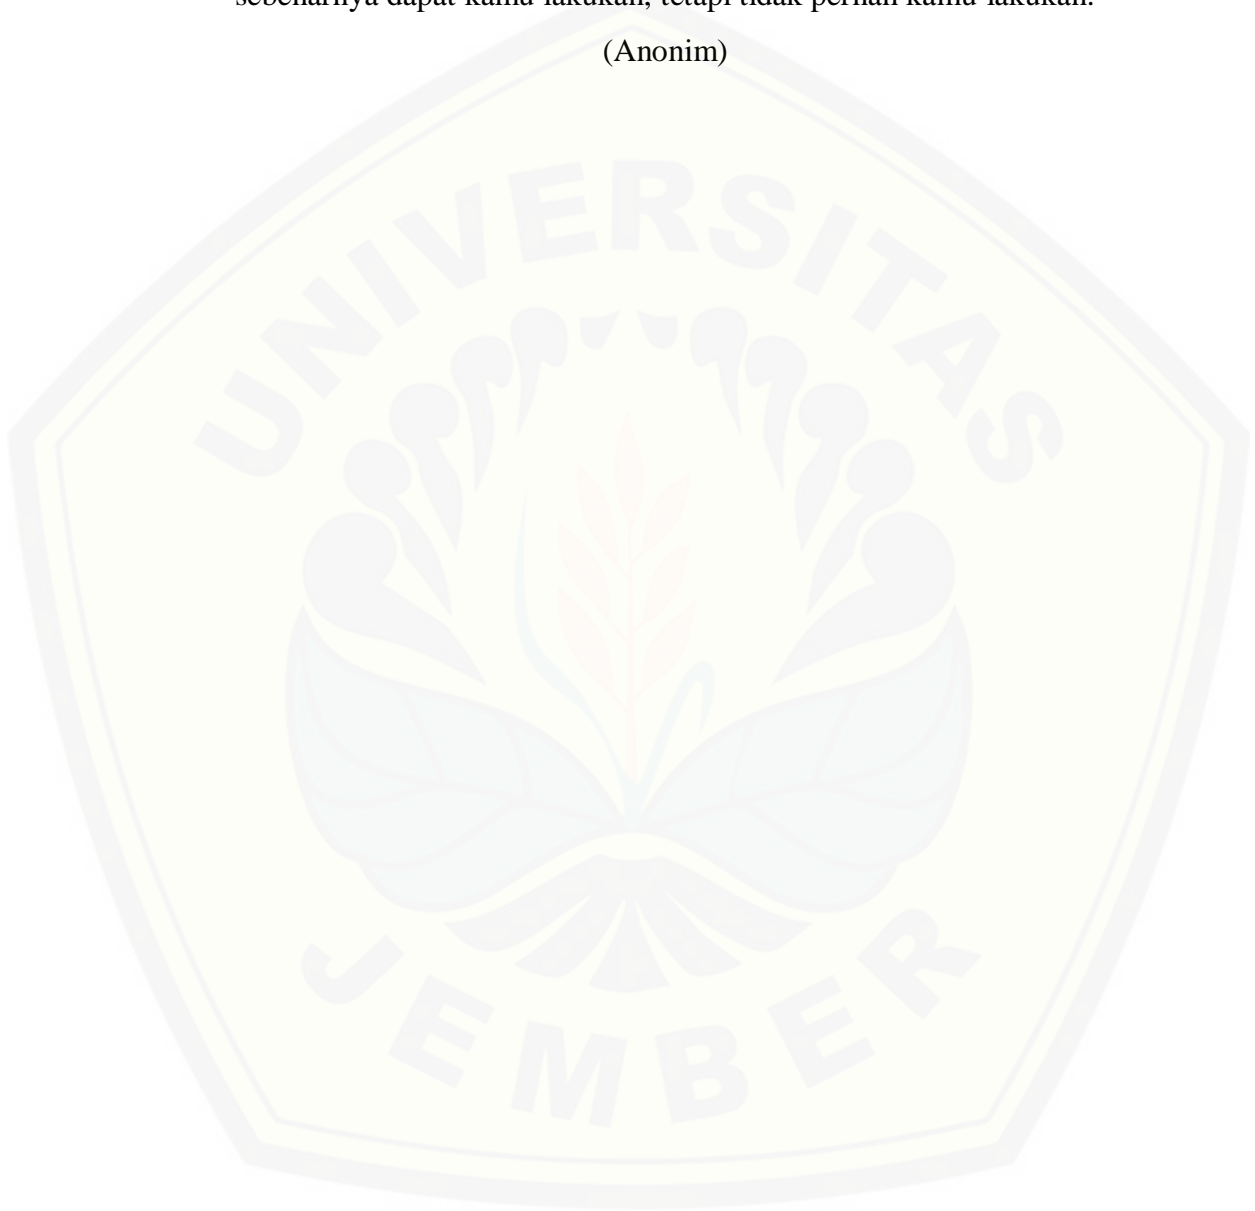 sebenarnya dapat kamu lakukan, tetapi tidak pernah kamu lakukan.
(Anonim)
UNIVERSITAS
JEMBER